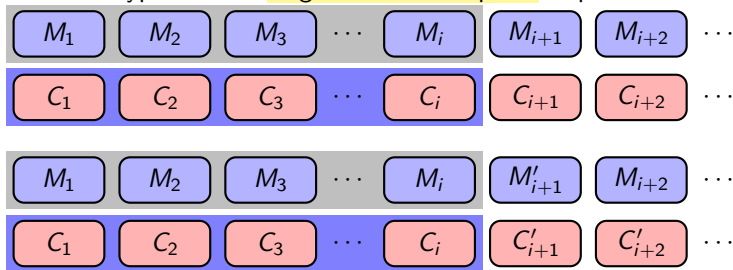 M₁ M₂ M₃ ··· Mᵢ Mᵢ₊₁ Mᵢ₊₂ ···
C₁ C₂ C₃ ··· Cᵢ Cᵢ₊₁ Cᵢ₊₂ ···
M₁ M₂ M₃ ··· Mᵢ M′ᵢ₊₁ Mᵢ₊₂ ···
C₁ C₂ C₃ ··· Cᵢ C′ᵢ₊₁ C′ᵢ₊₂ ···